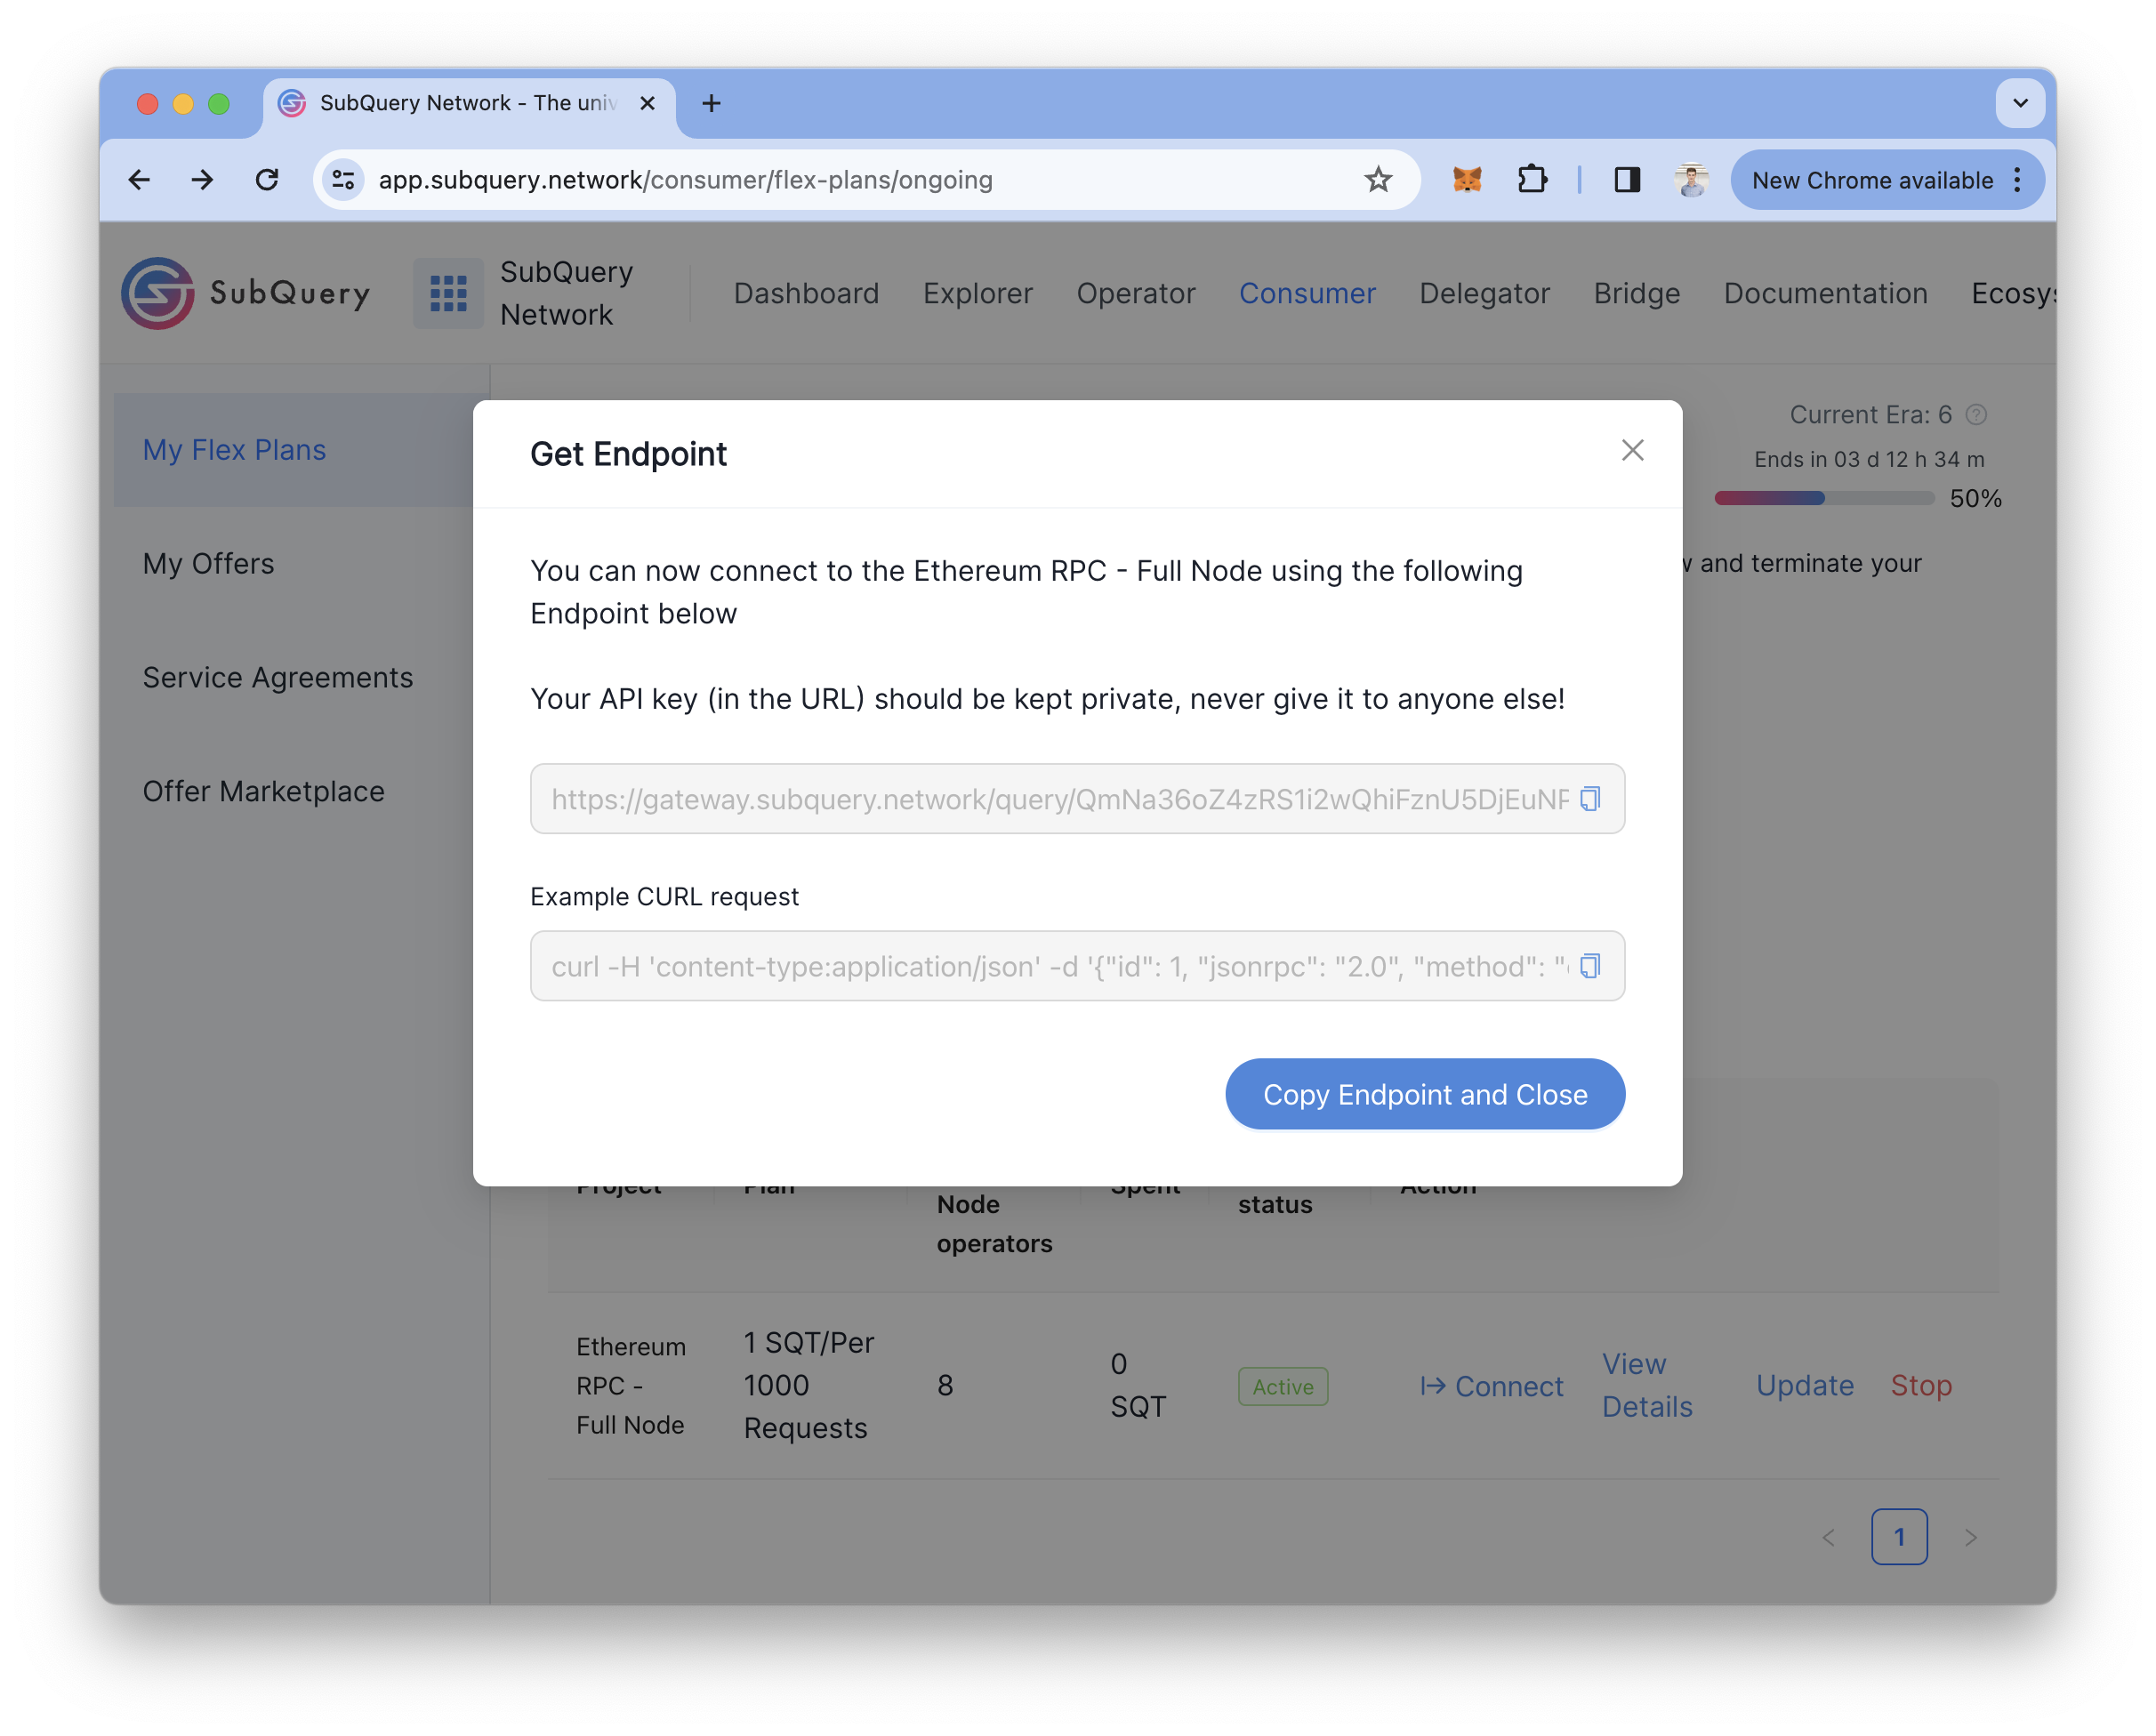 SubQuery Network - The univ
app.subquery.network/consumer/flex-plans/ongoing
New Chrome available
SubQuery
SubQuery
Network
Dashboard
Explorer
Operator
Consumer
Delegator
Bridge
Documentation
Ecosys
My Flex Plans
My Offers
Service Agreements
Offer Marketplace
Current Era: 6
Ends in 03 d 12 h 34 m
50%
and terminate your
Get Endpoint
You can now connect to the Ethereum RPC - Full Node using the following
Endpoint below
Your API key (in the URL) should be kept private, never give it to anyone else!
https://gateway.subquery.network/query/QmNa36oZ4zRS1i2wQhiFznU5DjEuNF
Example CURL request
curl -H 'content-type:application/json' -d '{"id": 1, "jsonrpc": "2.0", "method": "
Copy Endpoint and Close
Project
Plan
Node
operators
Spent
status
Action
Ethereum
RPC -
Full Node
1 SQT/Per
1000
Requests
8
0
SQT
Active
Connect
View
Details
Update
Stop
1